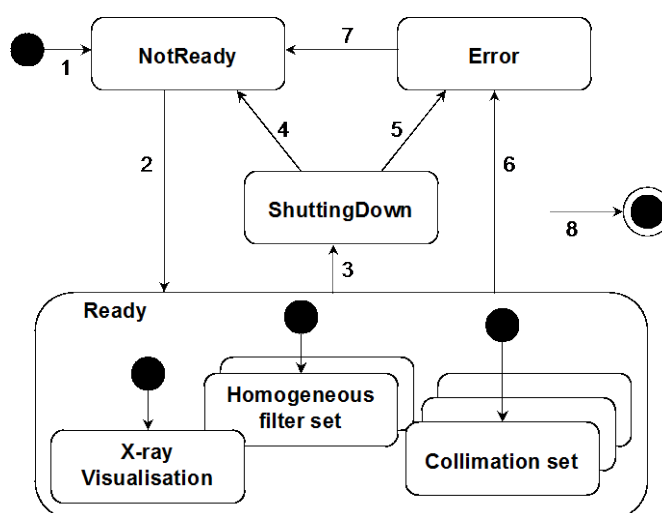 7
NotReady
Error
1
4
5
2
6
ShuttingDown
8
3
Ready
Homogeneous
filter set
X-ray
Visualisation
Collimation set